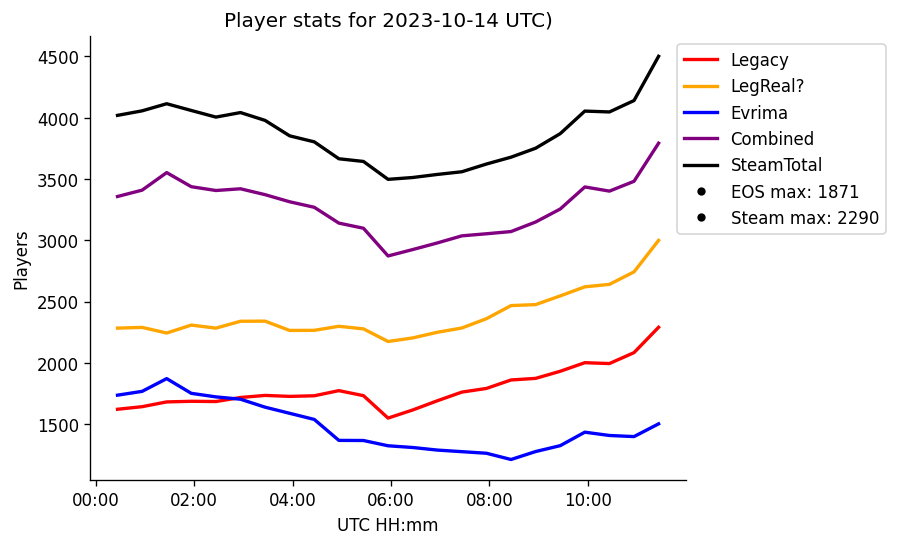 Player stats for 2023-10-14 UTC)
4500
4000
3500
3000
2500
2000
1500
Players
00:00 02:00 04:00 06:00 08:00 10:00
UTC HH:mm
Legacy
LegReal?
Evrima
Combined
SteamTotal
EOS max: 1871
Steam max: 2290